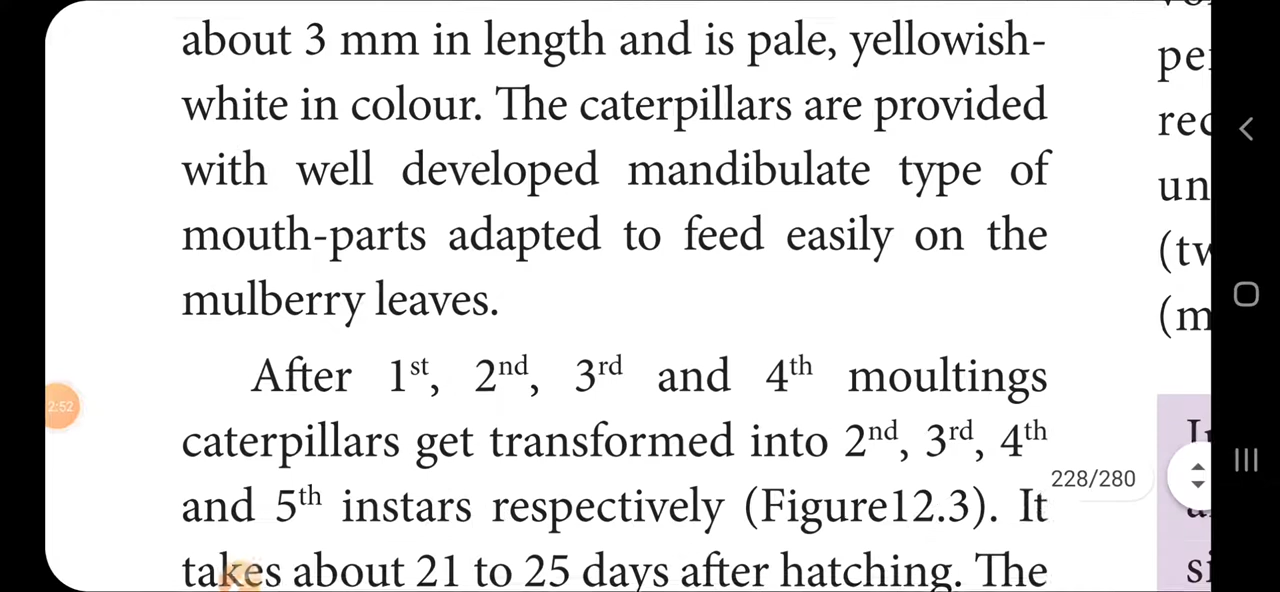 about 3 mm in length and is pale, yellowish-
white in colour. The caterpillars are provided
with well developed mandibulate type of
mouth-parts adapted to feed easily on the
mulberry leaves.
After 1st, 2nd, 3rd and 4th moultings
caterpillars get transformed into 2nd, 3rd, 4th
and 5th instars respectively (Figure12.3). It
takes about 21 to 25 days after hatching. The
2:52
228/280